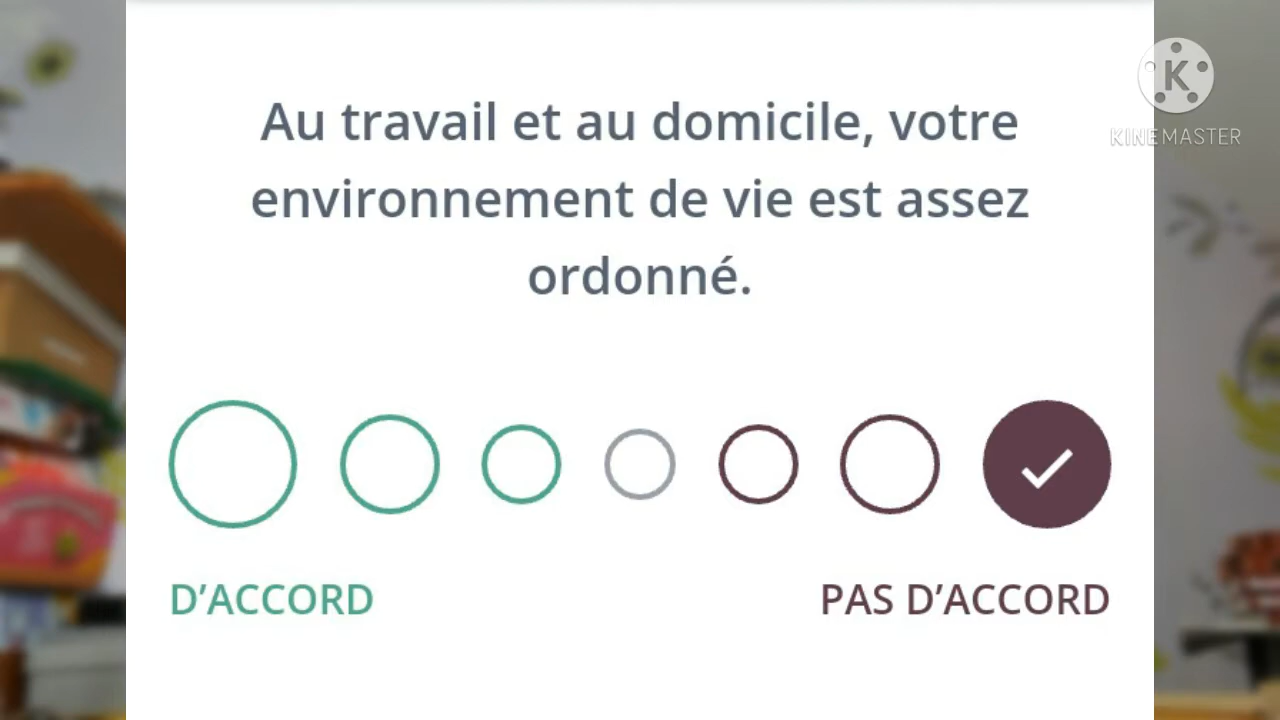 Au travail et au domicile, votre
environnement de vie est assez
ordonné.
D'ACCORD
PAS D'ACCORD
K
KINEMASTER